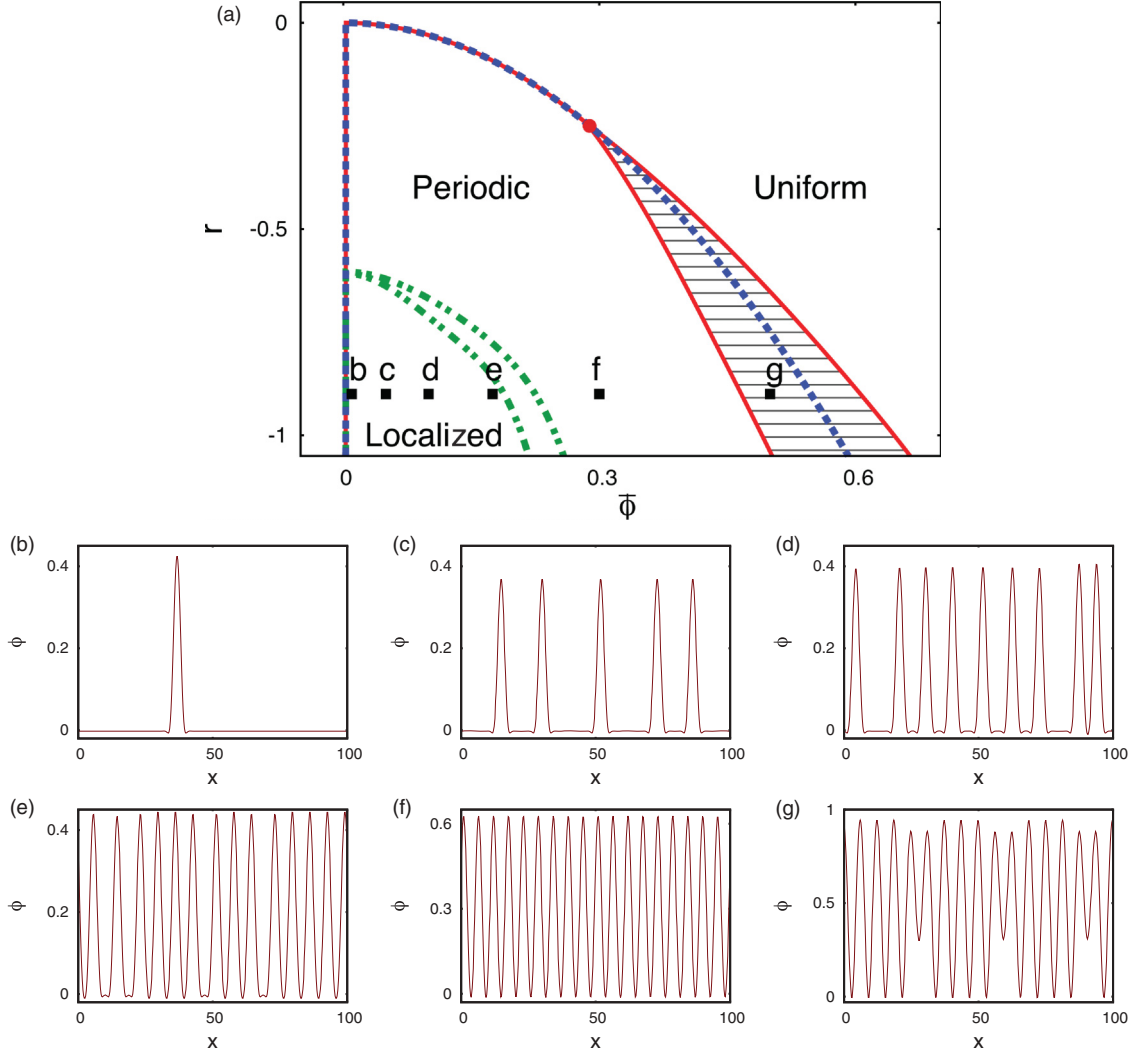 (a)
0
-0.5
-1
r
Periodic
Uniform
b c d e f g
Localized
0 0.3 0.6
ϕ̄
(b) (c) (d)
0.4 0.4 0.4
ϕ ϕ ϕ
0.2 0.2 0.2
0 0 0
0 50 100 0 50 100 0 50 100
x x x
(e) (f) (g)
0.4 0.6 1
ϕ ϕ ϕ
0.2 0.3 0.5
0 0 0
0 50 100 0 50 100 0 50 100
x x x